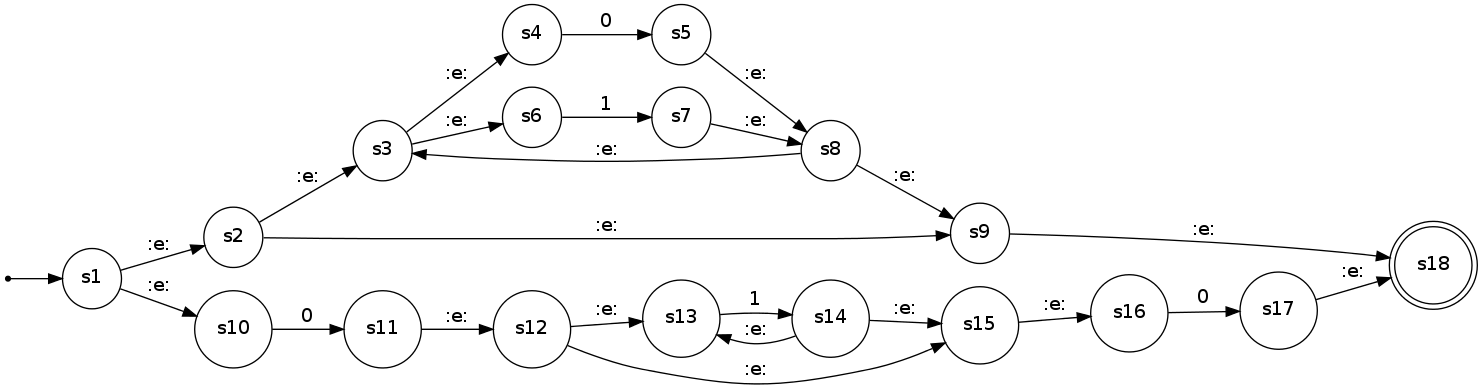 s4 0 s5
:e: :e:
s6 1 s7
:e: :e:
s3 :e: s8
:e: :e:
s2 :e: s9 :e:
:e: s18
s1 :e: :e:
s10 0 s11 :e: s12 :e: s13 1 s14 :e: s15 :e: s16 0 s17
:e:
:e: